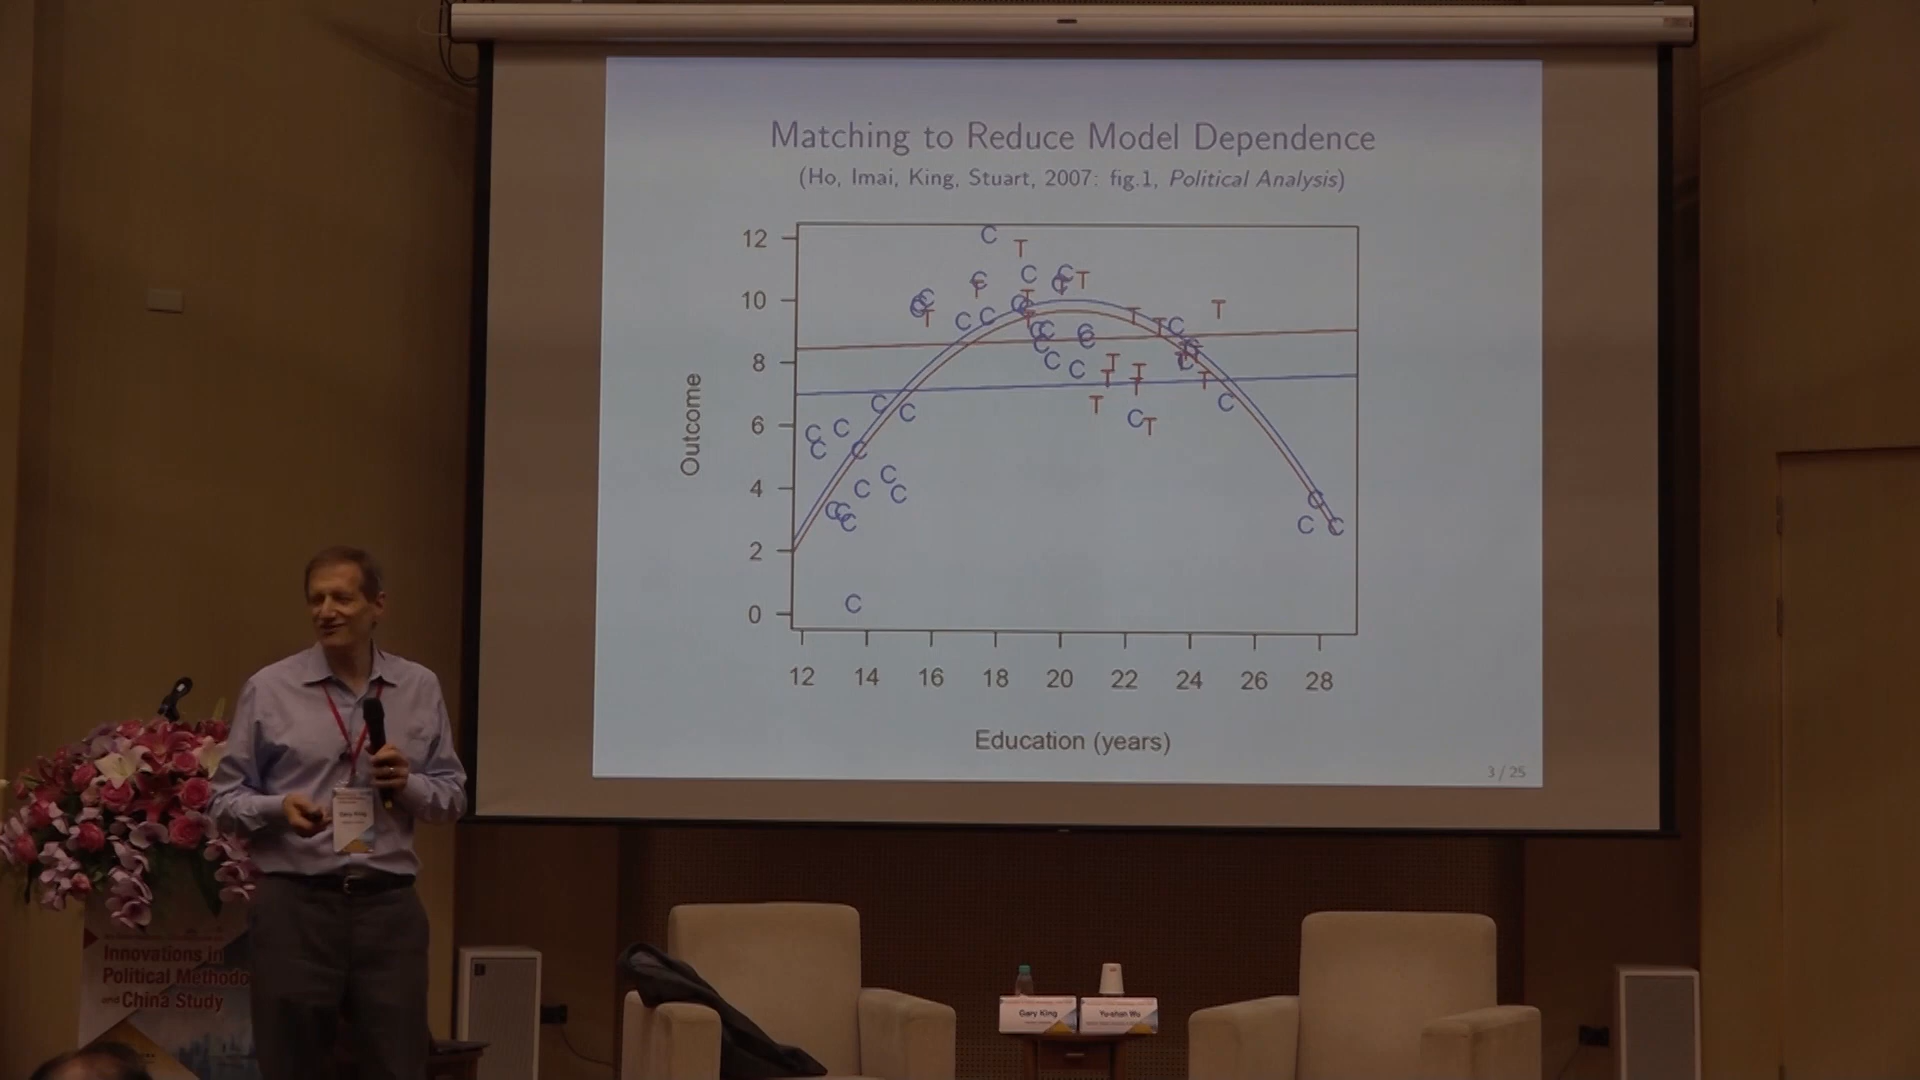 Matching to Reduce Model Dependence
(Ho, Imai, King, Stuart, 2007: fig.1, Political Analysis)
12
10
8
6
4
2
0
Outcome
12 14 16 18 20 22 24 26 28
Education (years)
3 / 25
Gary King
Innovations in
Political Methodo
and China Study
Gary King
Yu-shan Wu